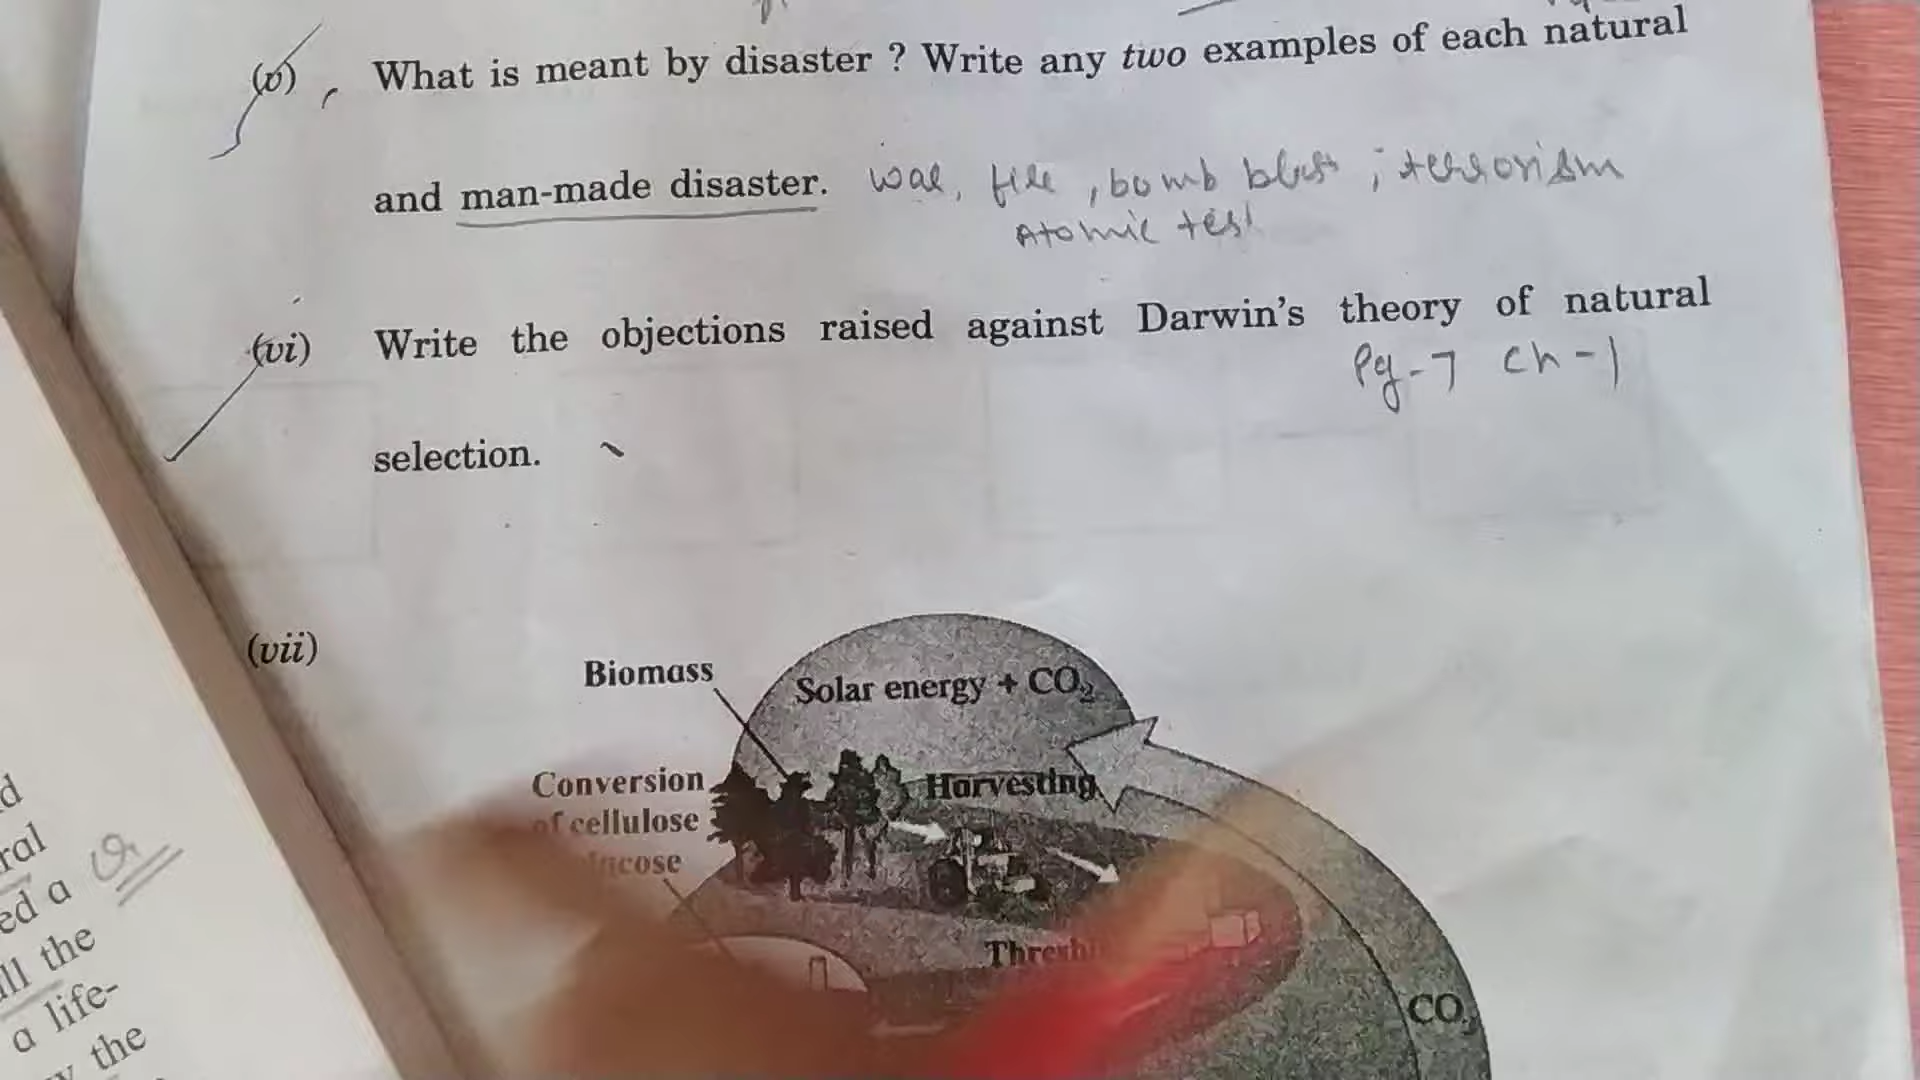 (v) What is meant by disaster ? Write any two examples of each natural
and man-made disaster. war, fire, bomb blast ; terrorism
Atomic test
(vi) Write the objections raised against Darwin's theory of natural
Pg-7 Ch-1
selection.
(vii)
Biomass
Solar energy + CO2
Conversion
Harvesting
of cellulose
Threshi
CO2
ral
ed a
ll the
a life-
the